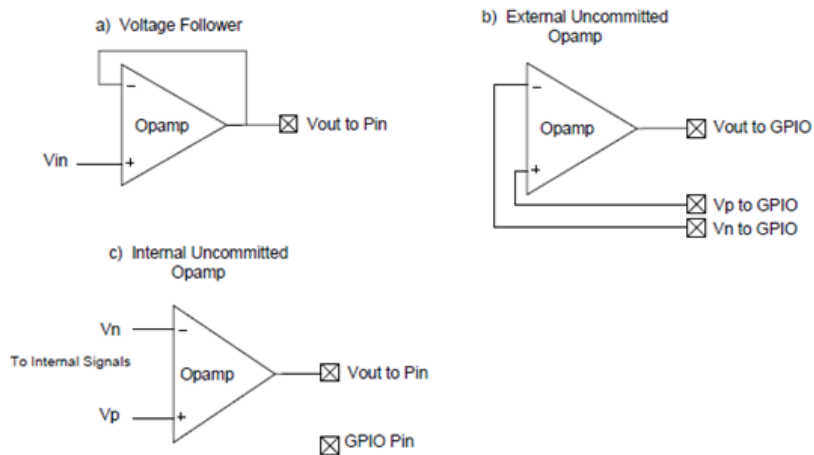 a) Voltage Follower
−
Opamp
Vout to Pin
Vin
+
b) External Uncommitted
Opamp
−
Opamp
Vout to GPIO
+
Vp to GPIO
Vn to GPIO
c) Internal Uncommitted
Opamp
Vn
−
To Internal Signals
Opamp
Vout to Pin
Vp
+
GPIO Pin